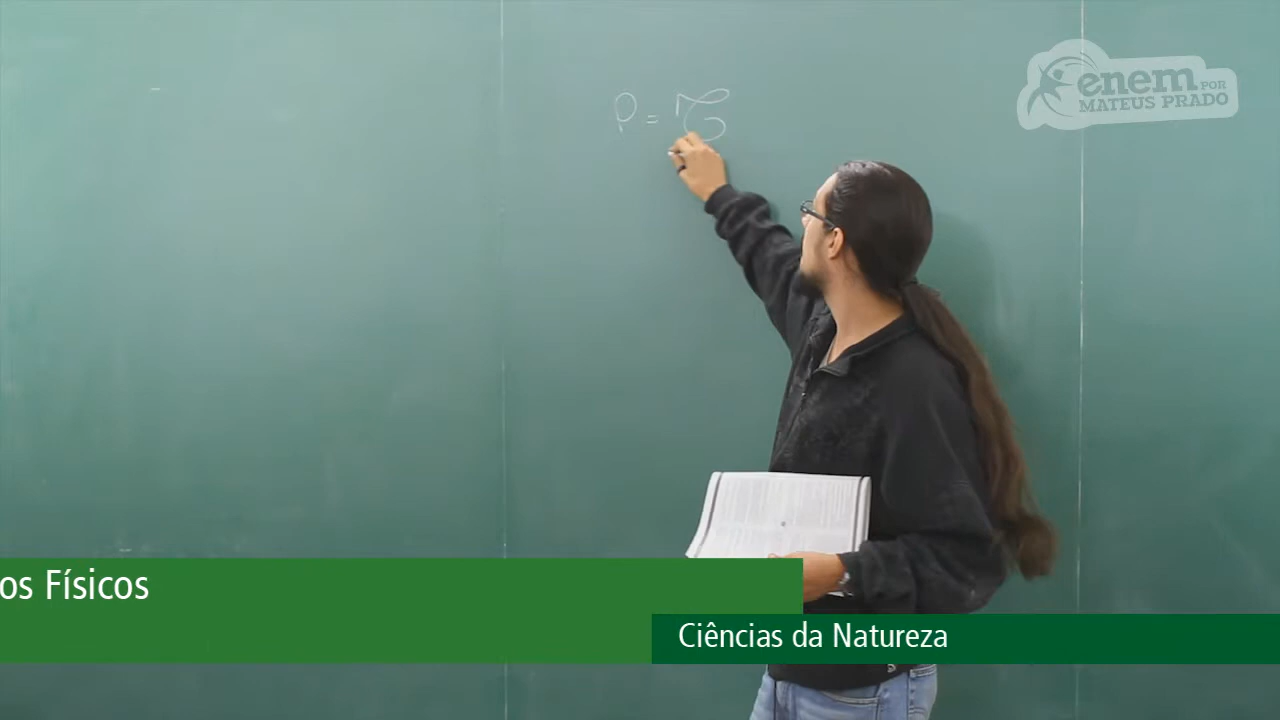 enem POR
MATEUS PRADO
P = 𝒯
os Físicos
Ciências da Natureza